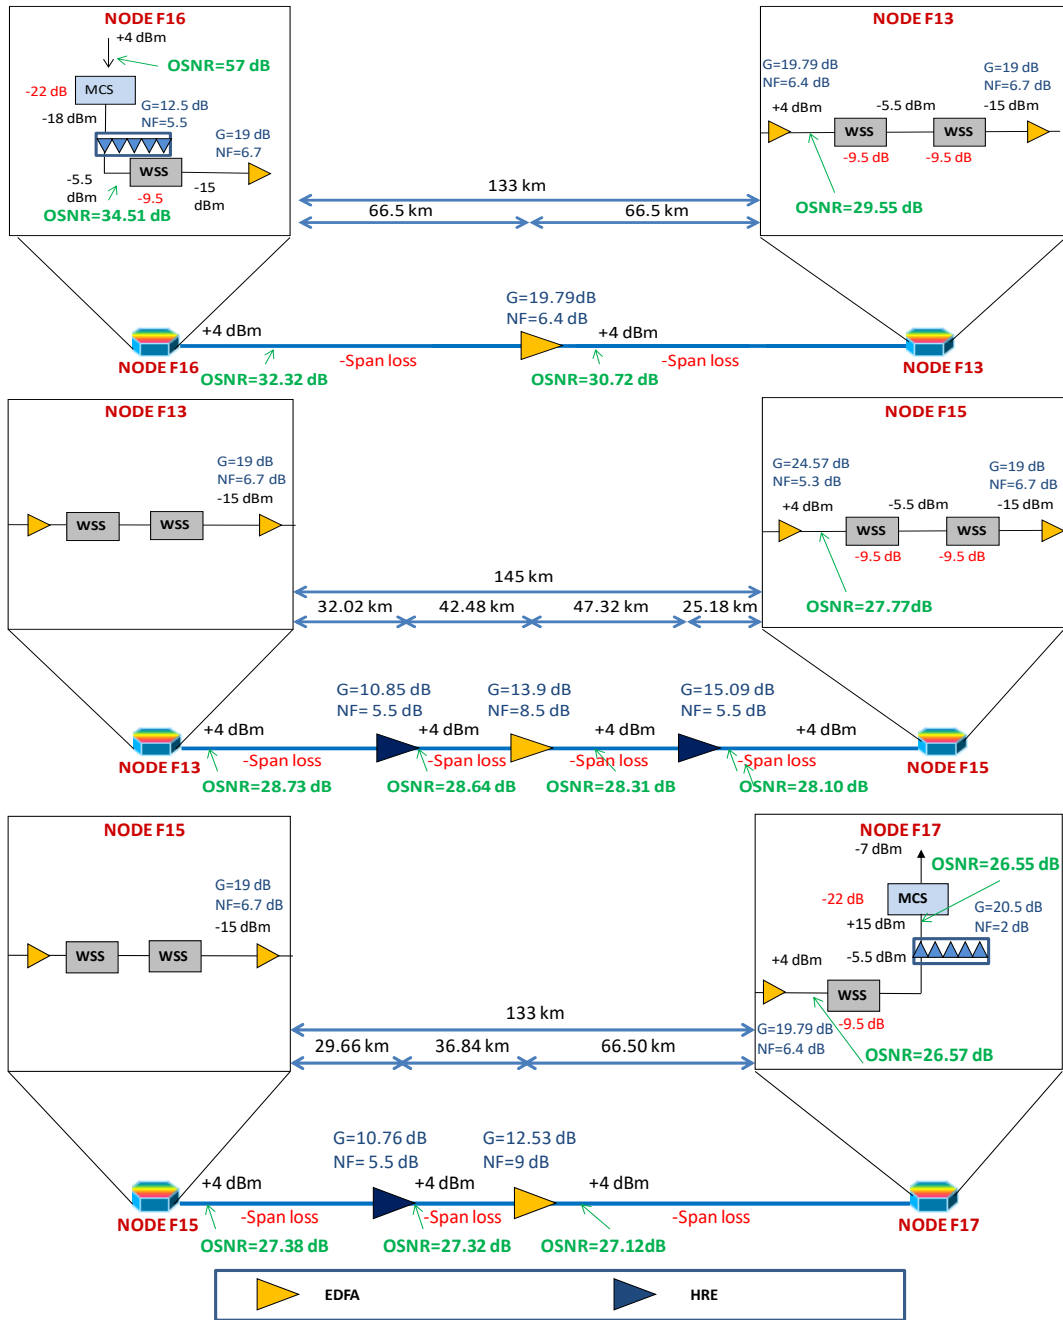 NODE F16
+4 dBm
OSNR=57 dB
-22 dB
MCS
G=12.5 dB
NF=5.5
-18 dBm
G=19 dB
NF=6.7
WSS
-5.5
dBm
-9.5
-15
dBm
OSNR=34.51 dB
133 km
66.5 km
66.5 km
NODE F13
G=19.79 dB
NF=6.4 dB
+4 dBm
G=19 dB
NF=6.7 dB
-5.5 dBm
-15 dBm
WSS
WSS
-9.5 dB
-9.5 dB
OSNR=29.55 dB
G=19.79dB
NF=6.4 dB
+4 dBm
+4 dBm
-Span loss
-Span loss
NODE F16
NODE F13
OSNR=32.32 dB
OSNR=30.72 dB
NODE F13
G=19 dB
NF=6.7 dB
-15 dBm
WSS
WSS
145 km
32.02 km
42.48 km
47.32 km
25.18 km
NODE F15
G=24.57dB
NF=5.3 dB
+4 dBm
G=19 dB
NF=6.7 dB
-5.5 dBm
-15 dBm
WSS
WSS
-9.5 dB
-9.5 dB
OSNR=27.77dB
G=10.85 dB
NF= 5.5 dB
G=13.9 dB
NF=8.5 dB
G=15.09 dB
NF= 5.5 dB
+4 dBm
+4 dBm
+4 dBm
+4 dBm
-Span loss
-Span loss
-Span loss
-Span loss
NODE F13
NODE F15
OSNR=28.73 dB
OSNR=28.64 dB
OSNR=28.31 dB
OSNR=28.10 dB
NODE F15
G=19 dB
NF=6.7 dB
-15 dBm
WSS
WSS
133 km
29.66 km
36.84 km
66.50 km
NODE F17
-7 dBm
OSNR=26.55 dB
-22 dB
MCS
G=20.5 dB
NF=2 dB
+15 dBm
+4 dBm
-5.5 dBm
WSS
G=19.79 dB
NF=6.4 dB
-9.5 dB
OSNR=26.57 dB
G=10.76 dB
NF= 5.5 dB
G=12.53 dB
NF=9 dB
+4 dBm
+4 dBm
+4 dBm
-Span loss
-Span loss
-Span loss
NODE F15
NODE F17
OSNR=27.38 dB
OSNR=27.32 dB
OSNR=27.12dB
EDFA
HRE